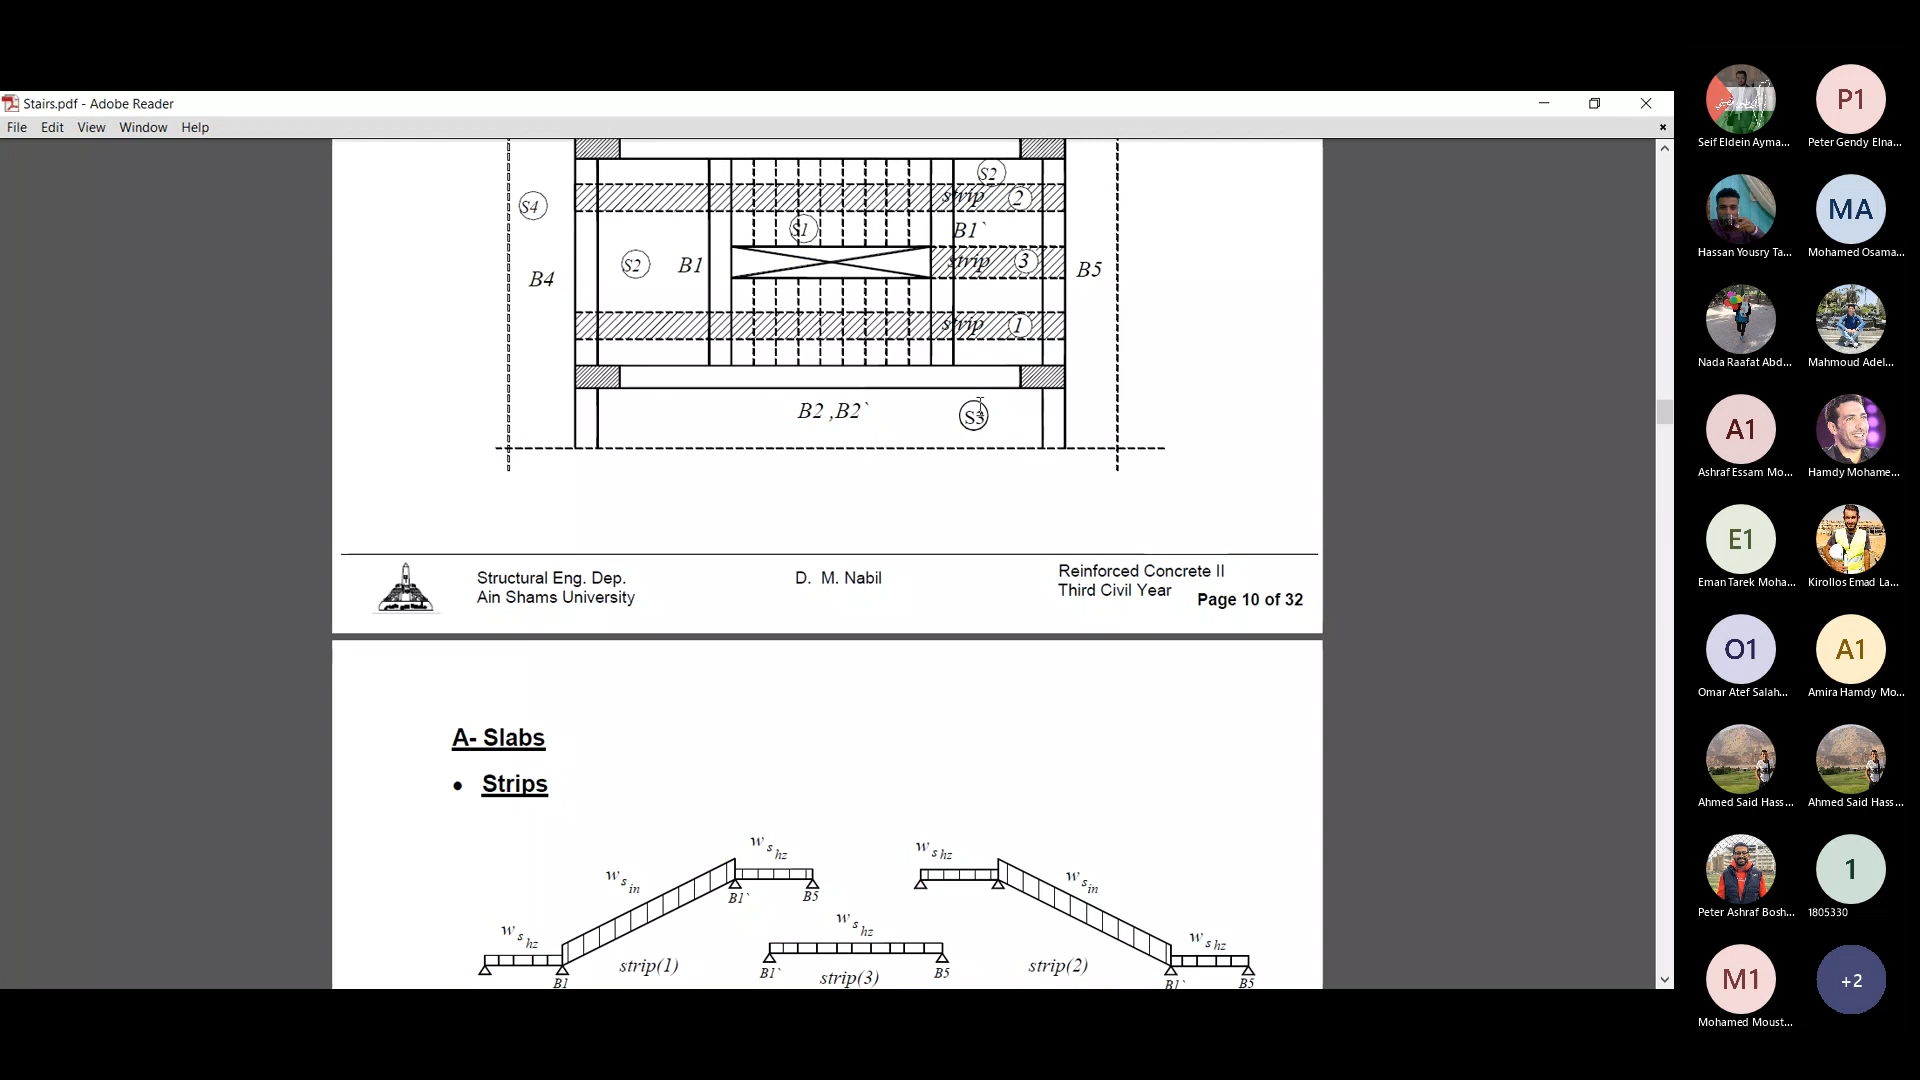 Stairs.pdf - Adobe Reader
File Edit View Window Help
S2
strip 2
S4
S1
B1`
S2 B1
strip 3
B4
B5
strip 1
B2 ,B2`
S3
Structural Eng. Dep.
Ain Shams University
D. M. Nabil
Reinforced Concrete II
Third Civil Year
Page 10 of 32
A- Slabs
• Strips
w s hz
w s in
w s hz
B1` B5
w s hz
B1
strip(1)
w s hz
B1` B5
strip(3)
w s hz
w s in
w s hz
strip(2)
B1` B5
Seif Eldein Ayma...
P1
Peter Gendy Elna...
Hassan Yousry Ta...
MA
Mohamed Osama...
Nada Raafat Abd...
Mahmoud Adel...
A1
Ashraf Essam Mo...
Hamdy Mohame...
E1
Eman Tarek Moha...
Kirollos Emad La...
O1
Omar Atef Salah...
A1
Amira Hamdy Mo...
Ahmed Said Hass...
Ahmed Said Hass...
Peter Ashraf Bosh...
1
1805330
M1
Mohamed Moust...
+2